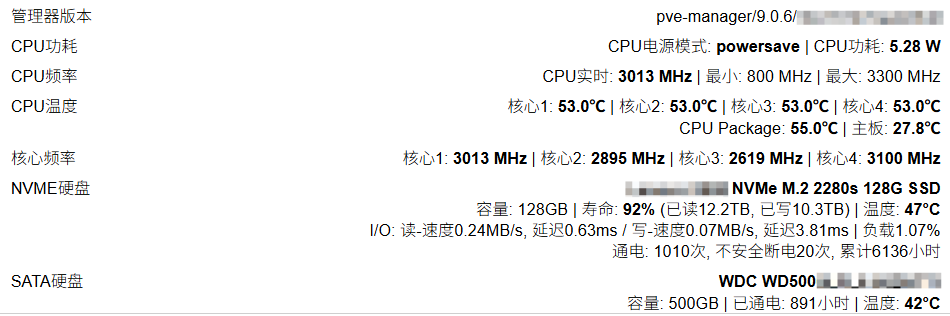 管理器版本 pve-manager/9.0.6/
CPU功耗 CPU电源模式: powersave | CPU功耗: 5.28 W
CPU频率 CPU实时: 3013 MHz | 最小: 800 MHz | 最大: 3300 MHz
CPU温度 核心1: 53.0℃ | 核心2: 53.0℃ | 核心3: 53.0℃ | 核心4: 53.0℃
CPU Package: 55.0℃ | 主板: 27.8℃
核心频率 核心1: 3013 MHz | 核心2: 2895 MHz | 核心3: 2619 MHz | 核心4: 3100 MHz
NVME硬盘 NVMe M.2 2280s 128G SSD
容量: 128GB | 寿命: 92% (已读12.2TB, 已写10.3TB) | 温度: 47°C
I/O: 读-速度0.24MB/s, 延迟0.63ms / 写-速度0.07MB/s, 延迟3.81ms | 负载1.07%
通电: 1010次, 不安全断电20次, 累计6136小时
SATA硬盘 WDC WD500
容量: 500GB | 已通电: 891小时 | 温度: 42°C